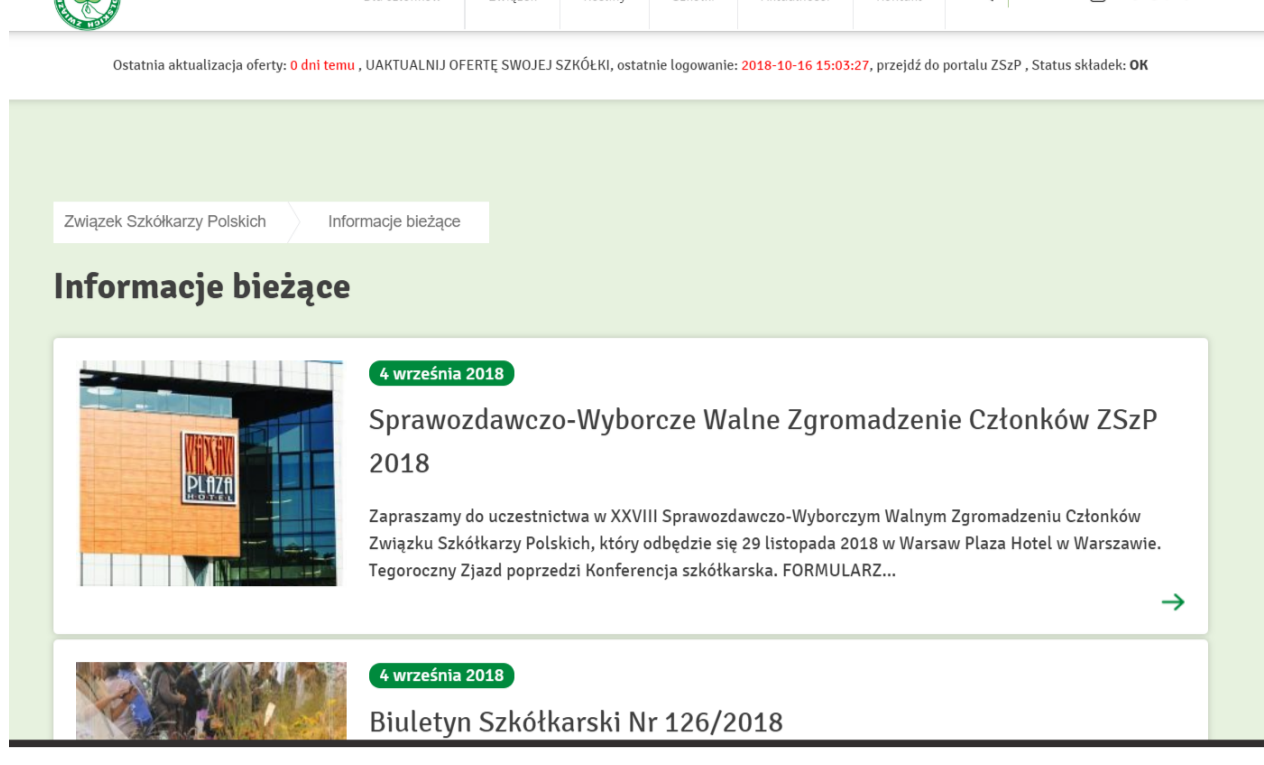 Ostatnia aktualizacja oferty: 0 dni temu , UAKTUALNIJ OFERTĘ SWOJEJ SZKÓŁKI, ostatnie logowanie: 2018-10-16 15:03:27, przejdź do portalu ZSzP , Status składek: OK
Związek Szkółkarzy Polskich
Informacje bieżące
Informacje bieżące
WARSAW
PLAZA
HOTEL
4 września 2018
Sprawozdawczo-Wyborcze Walne Zgromadzenie Członków ZSzP
2018
Zapraszamy do uczestnictwa w XXVIII Sprawozdawczo-Wyborczym Walnym Zgromadzeniu Członków
Związku Szkółkarzy Polskich, który odbędzie się 29 listopada 2018 w Warsaw Plaza Hotel w Warszawie.
Tegoroczny Zjazd poprzedzi Konferencja szkółkarska. FORMULARZ...
4 września 2018
Biuletyn Szkółkarski Nr 126/2018